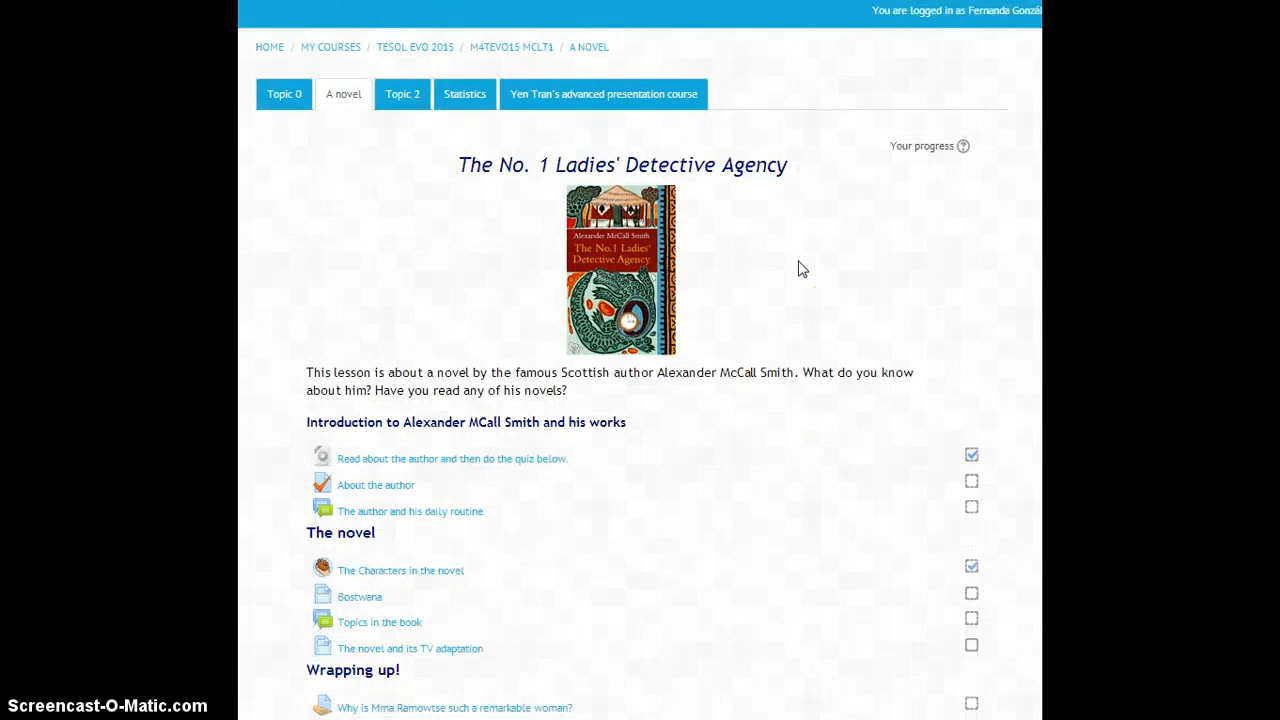 You are logged in as Fernanda Gonzál
HOME / MY COURSES / TESOL EVO 2015 / M4TEVO15 MCLT1 / A NOVEL
Topic 0 A novel Topic 2 Statistics Yen Tran's advanced presentation course
Your progress ?
The No. 1 Ladies' Detective Agency
Alexander McCall Smith
The No.1 Ladies'
Detective Agency
This lesson is about a novel by the famous Scottish author Alexander McCall Smith. What do you know
about him? Have you read any of his novels?
Introduction to Alexander MCall Smith and his works
Read about the author and then do the quiz below.
About the author
The author and his daily routine
The novel
The Characters in the novel
Bostwana
Topics in the book
The novel and its TV adaptation
Wrapping up!
Why is Mma Ramowtse such a remarkable woman?
Screencast-O-Matic.com